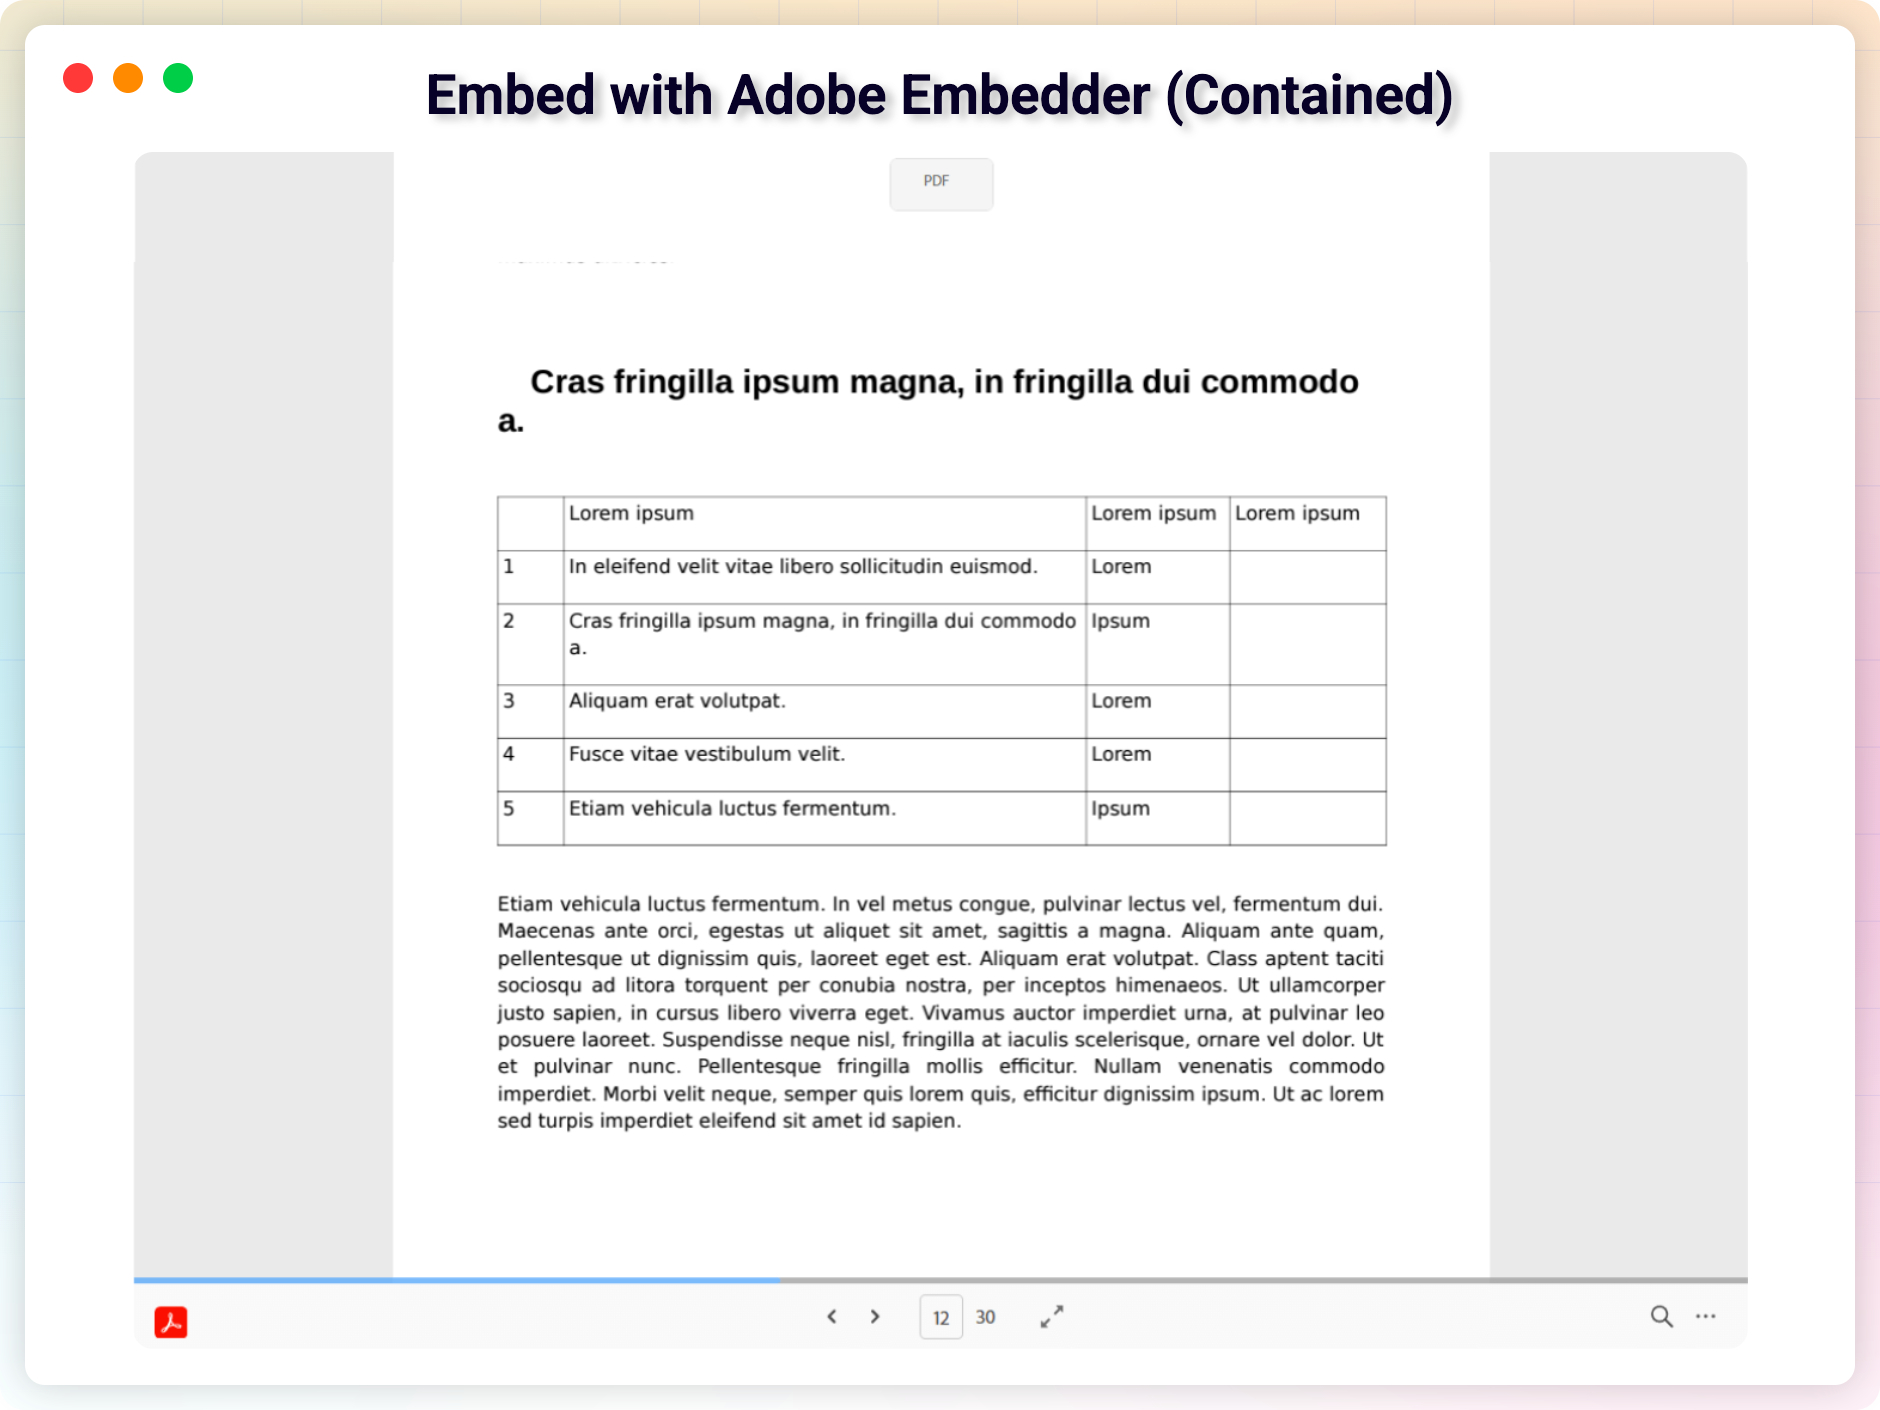 Embed with Adobe Embedder (Contained)
PDF
Cras fringilla ipsum magna, in fringilla dui commodo
a.
Lorem ipsum Lorem ipsum Lorem ipsum
1 In eleifend velit vitae libero sollicitudin euismod. Lorem
2 Cras fringilla ipsum magna, in fringilla dui commodo Ipsum
a.
3 Aliquam erat volutpat. Lorem
4 Fusce vitae vestibulum velit. Lorem
5 Etiam vehicula luctus fermentum. Ipsum
Etiam vehicula luctus fermentum. In vel metus congue, pulvinar lectus vel, fermentum dui.
Maecenas ante orci, egestas ut aliquet sit amet, sagittis a magna. Aliquam ante quam,
pellentesque ut dignissim quis, laoreet eget est. Aliquam erat volutpat. Class aptent taciti
sociosqu ad litora torquent per conubia nostra, per inceptos himenaeos. Ut ullamcorper
justo sapien, in cursus libero viverra eget. Vivamus auctor imperdiet urna, at pulvinar leo
posuere laoreet. Suspendisse neque nisl, fringilla at iaculis scelerisque, ornare vel dolor. Ut
et pulvinar nunc. Pellentesque fringilla mollis efficitur. Nullam venenatis commodo
imperdiet. Morbi velit neque, semper quis lorem quis, efficitur dignissim ipsum. Ut ac lorem
sed turpis imperdiet eleifend sit amet id sapien.
12 30